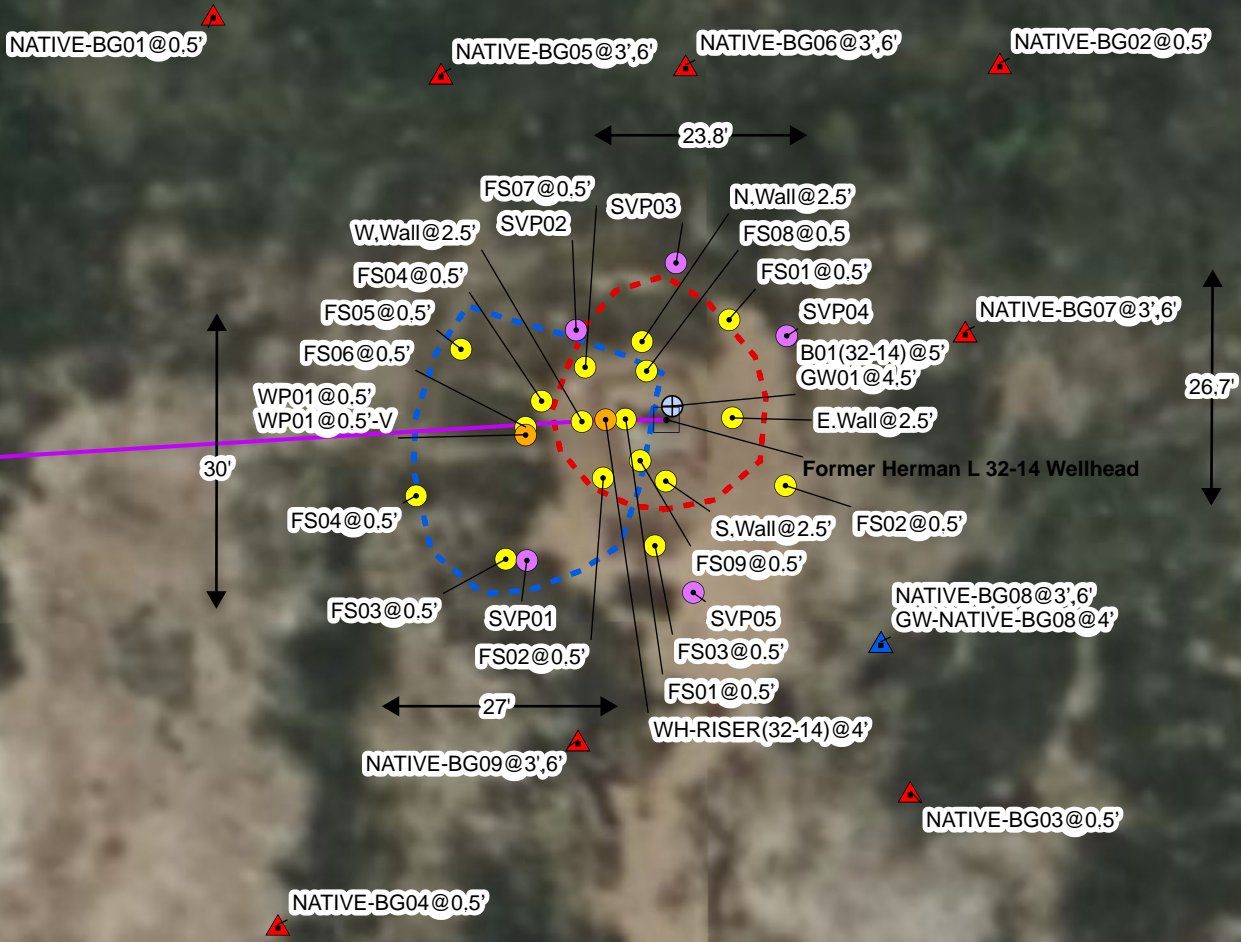 NATIVE-BG01@0.5'
NATIVE-BG05@3',6'
NATIVE-BG06@3',6'
NATIVE-BG02@0.5'
23.8'
FS07@0.5'
SVP02
SVP03
N.Wall@2.5'
W.Wall@2.5'
FS08@0.5
FS04@0.5'
FS01@0.5'
FS05@0.5'
SVP04
NATIVE-BG07@3',6'
FS06@0.5'
B01(32-14)@5'
GW01@4.5'
26.7'
WP01@0.5'
WP01@0.5'-V
E.Wall@2.5'
30'
Former Herman L 32-14 Wellhead
FS04@0.5'
S.Wall@2.5'
FS02@0.5'
FS09@0.5'
FS03@0.5'
SVP01
SVP05
NATIVE-BG08@3',6'
GW-NATIVE-BG08@4'
FS02@0.5'
FS03@0.5'
FS01@0.5'
27'
WH-RISER(32-14)@4'
NATIVE-BG09@3',6'
NATIVE-BG03@0.5'
NATIVE-BG04@0.5'